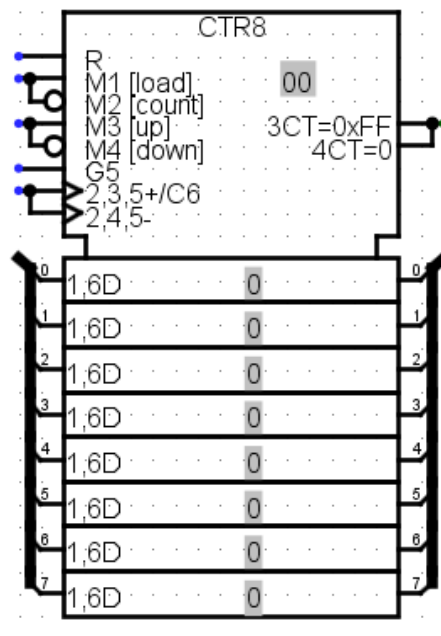 CTR8
R
M1 [load] 00
M2 [count]
M3 [up] 3CT=0xFF
M4 [down] 4CT=0
G5
2,3,5+/C6
2,4,5-
0 1,6D 0 0
1 1,6D 0 1
2 1,6D 0 2
3 1,6D 0 3
4 1,6D 0 4
5 1,6D 0 5
6 1,6D 0 6
7 1,6D 0 7